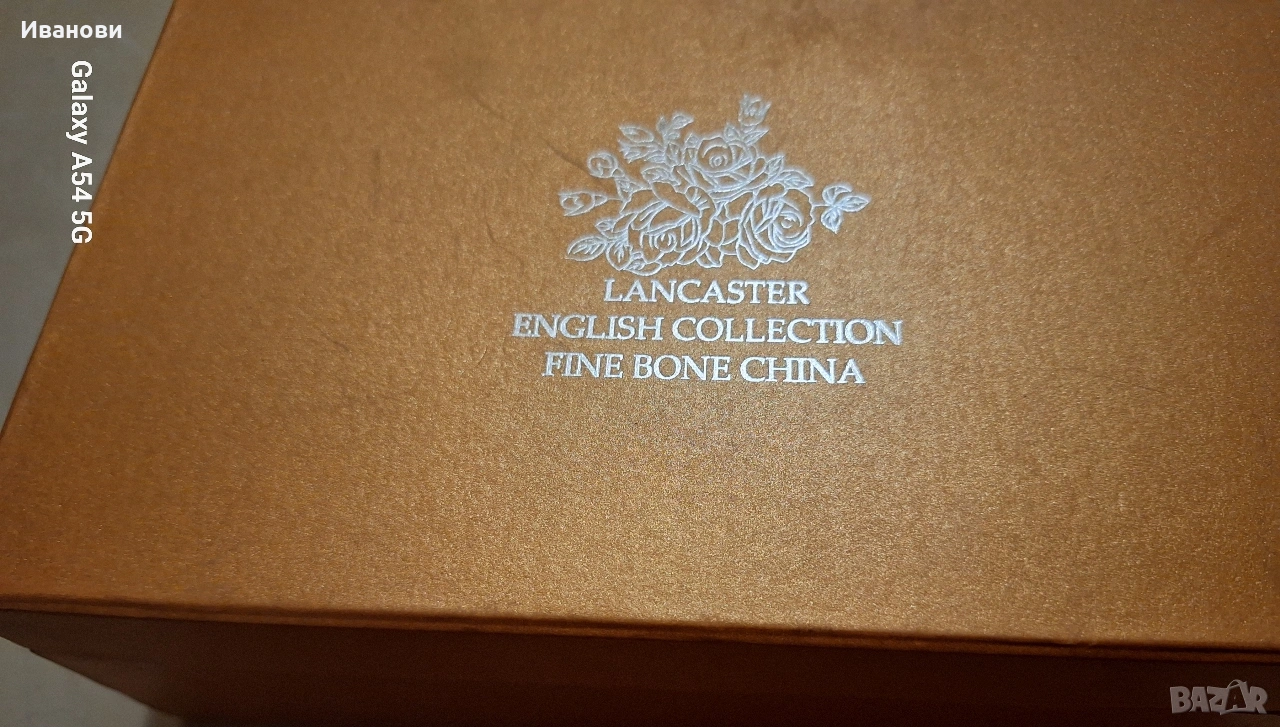 Иванови
Galaxy A54 5G
LANCASTER
ENGLISH COLLECTION
FINE BONE CHINA
BAZAR